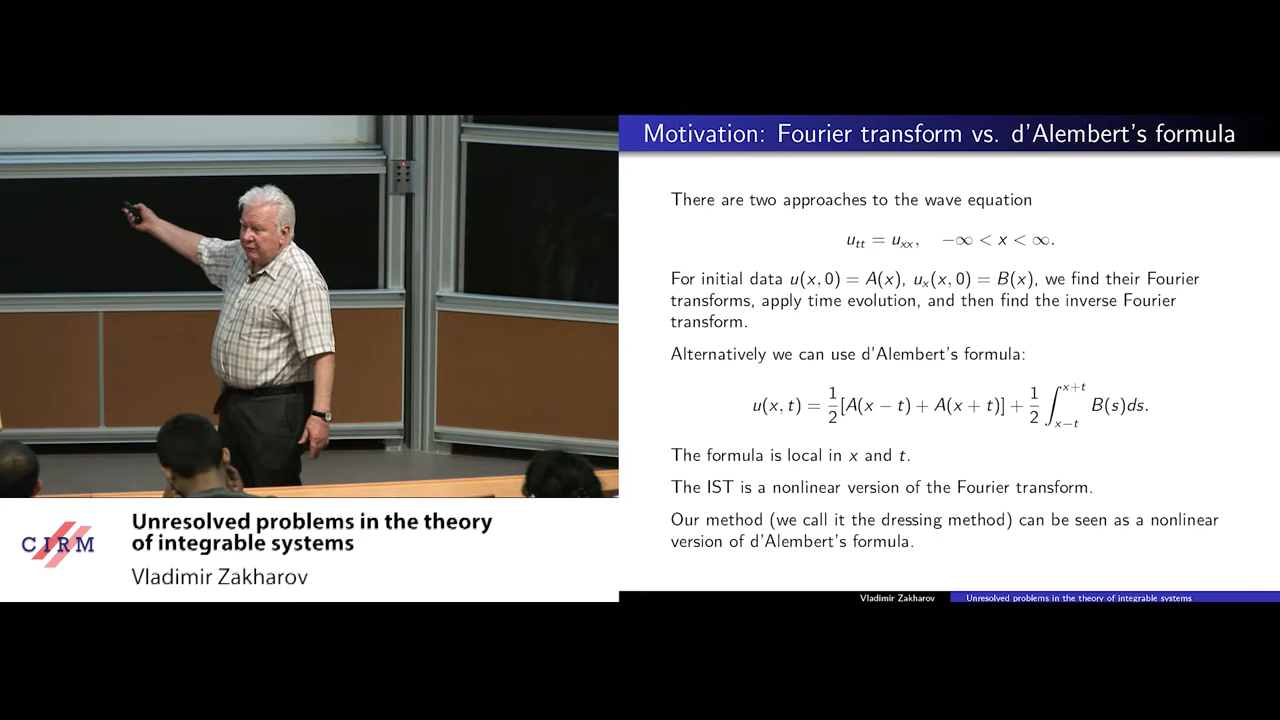 Motivation: Fourier transform vs. d'Alembert's formula
There are two approaches to the wave equation
u_tt = u_xx, −∞ < x < ∞.
For initial data u(x, 0) = A(x), u_x(x, 0) = B(x), we find their Fourier
transforms, apply time evolution, and then find the inverse Fourier
transform.
Alternatively we can use d'Alembert's formula:
u(x, t) = 1/2 [A(x − t) + A(x + t)] + 1/2 ∫_{x−t}^{x+t} B(s)ds.
The formula is local in x and t.
The IST is a nonlinear version of the Fourier transform.
Our method (we call it the dressing method) can be seen as a nonlinear
version of d'Alembert's formula.
Vladimir Zakharov Unresolved problems in the theory of integrable systems
CIRM
Unresolved problems in the theory
of integrable systems
Vladimir Zakharov